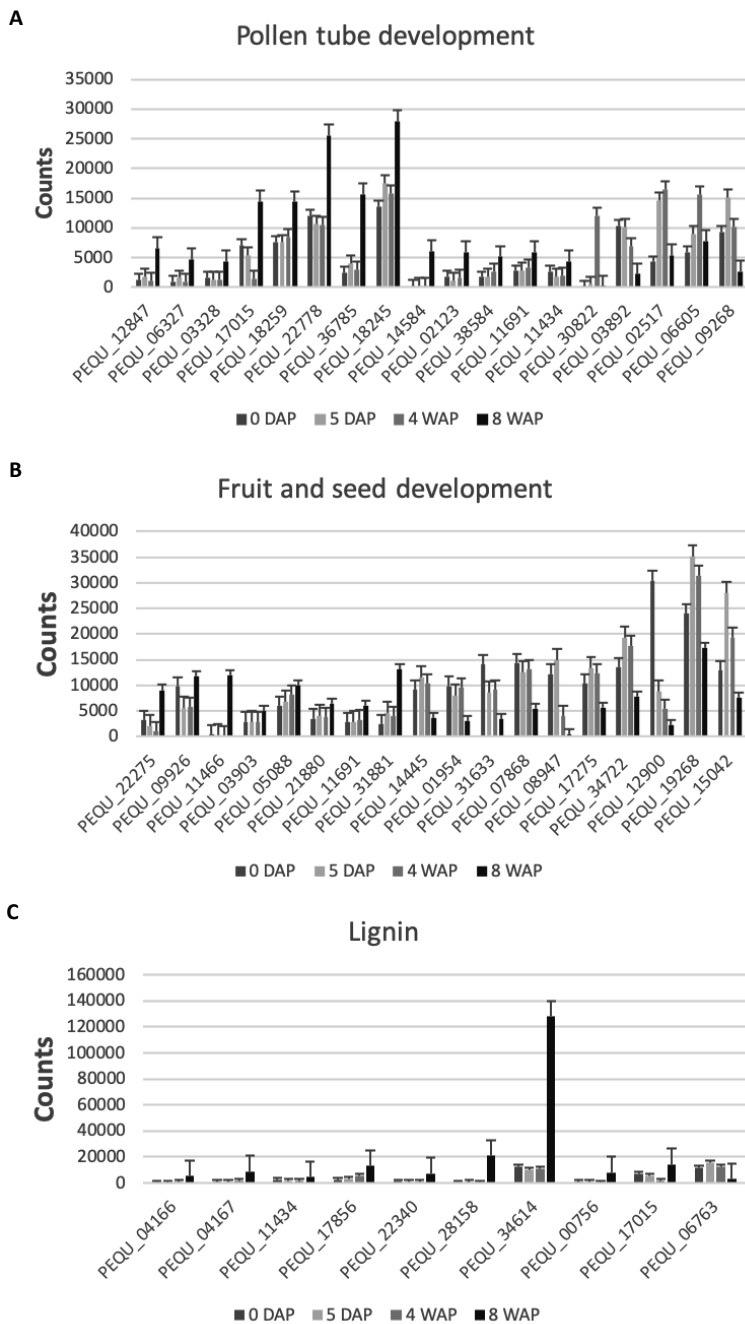 A
Pollen tube development
Counts
35000
30000
25000
20000
15000
10000
5000
0
PEQU_12847
PEQU_06327
PEQU_03328
PEQU_17015
PEQU_18259
PEQU_22778
PEQU_36785
PEQU_18245
PEQU_14584
PEQU_02123
PEQU_38584
PEQU_11691
PEQU_11434
PEQU_30822
PEQU_03892
PEQU_02517
PEQU_06605
PEQU_09268
0 DAP 5 DAP 4 WAP 8 WAP
B
Fruit and seed development
Counts
40000
35000
30000
25000
20000
15000
10000
5000
0
PEQU_22275
PEQU_09926
PEQU_11466
PEQU_03903
PEQU_05088
PEQU_21880
PEQU_11691
PEQU_31881
PEQU_14445
PEQU_01954
PEQU_31633
PEQU_07868
PEQU_08947
PEQU_17275
PEQU_34722
PEQU_12900
PEQU_19268
PEQU_15042
0 DAP 5 DAP 4 WAP 8 WAP
C
Lignin
Counts
160000
140000
120000
100000
80000
60000
40000
20000
0
PEQU_04166
PEQU_04167
PEQU_11434
PEQU_17856
PEQU_22340
PEQU_28158
PEQU_34614
PEQU_00756
PEQU_17015
PEQU_06763
0 DAP 5 DAP 4 WAP 8 WAP